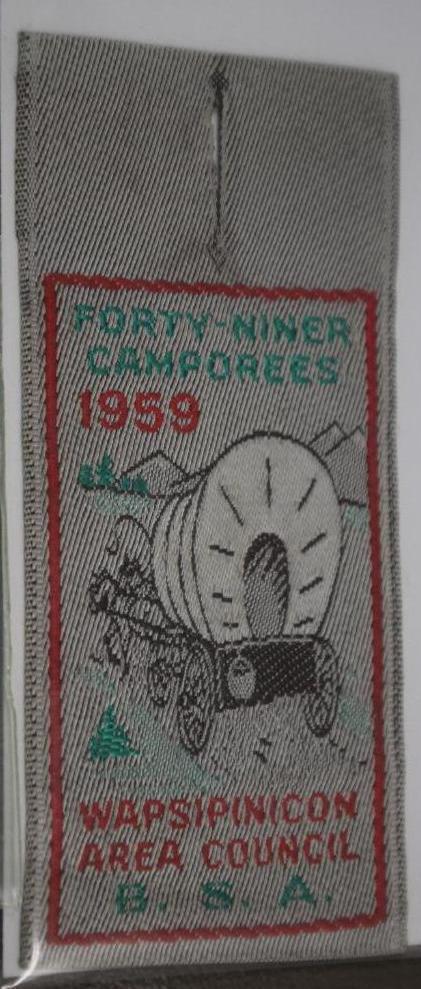 FORTY-NINER
CAMPOREES
1959
WAPSIPINICON
AREA COUNCIL
B. S. A.